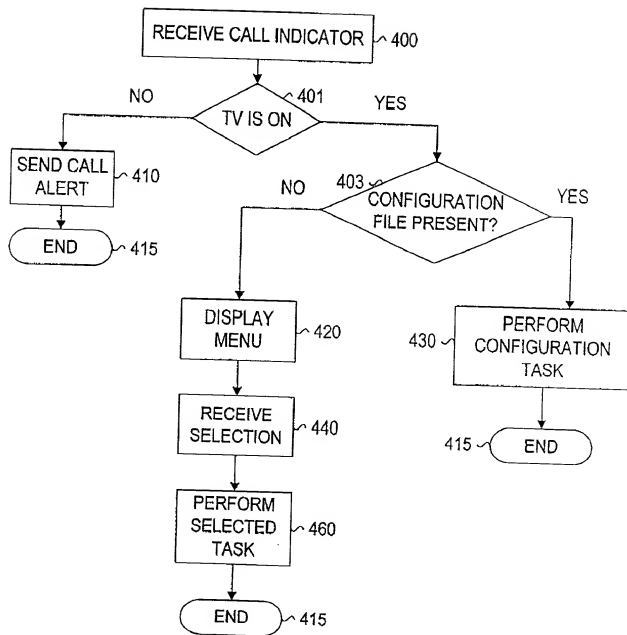 RECEIVE CALL INDICATOR
400
401
NO
TV IS ON
YES
SEND CALL
ALERT
410
403
NO
CONFIGURATION
FILE PRESENT?
YES
END
415
DISPLAY
MENU
420
430
PERFORM
CONFIGURATION
TASK
RECEIVE
SELECTION
440
415
END
PERFORM
SELECTED
TASK
460
END
415